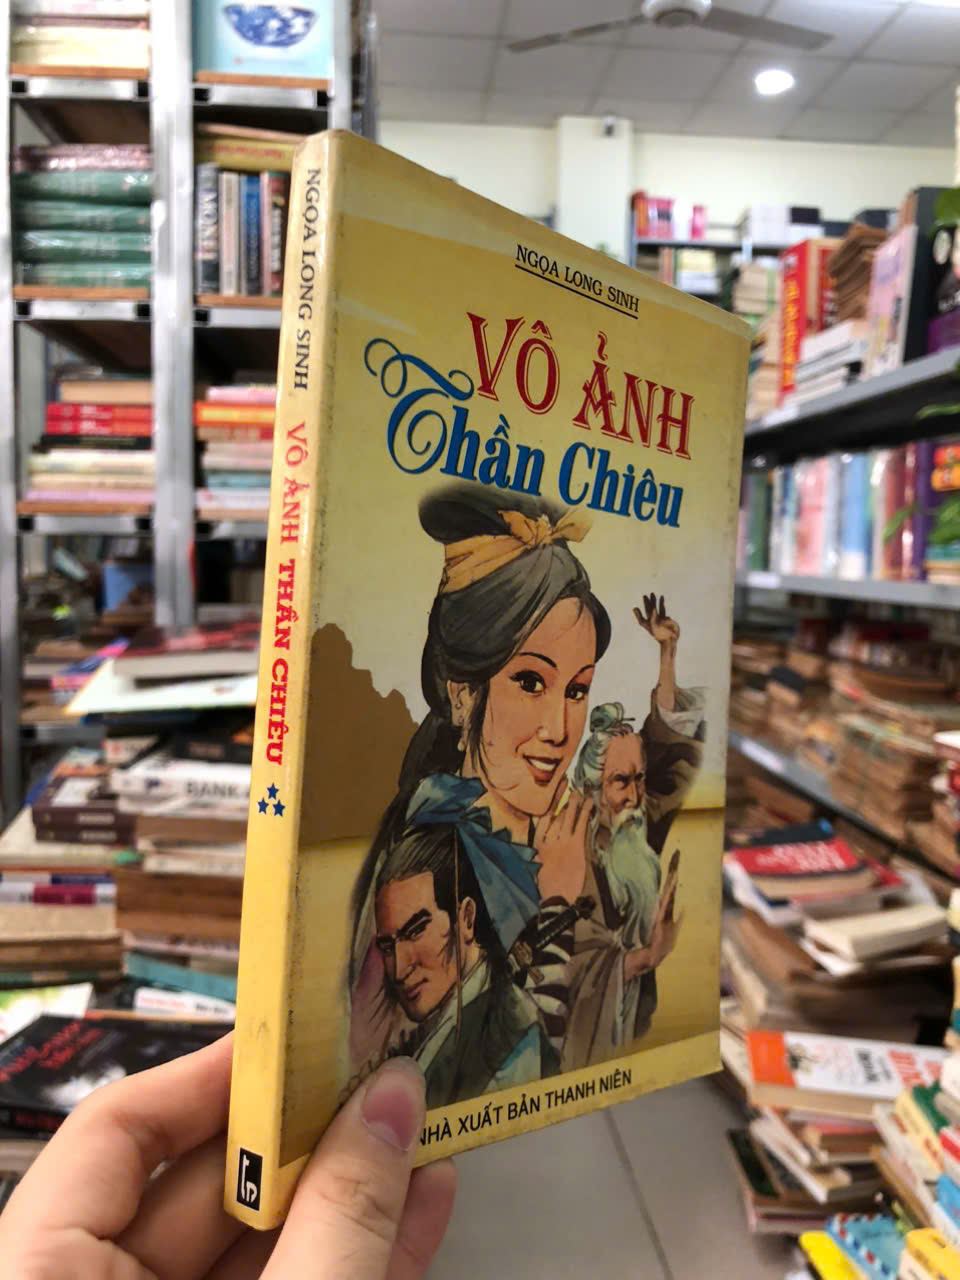 NGỌA LONG SINH
VÔ ẢNH
Thần Chiêu
NHÀ XUẤT BẢN THANH NIÊN
NGỌA LONG SINH VÔ ẢNH THẦN CHIÊU